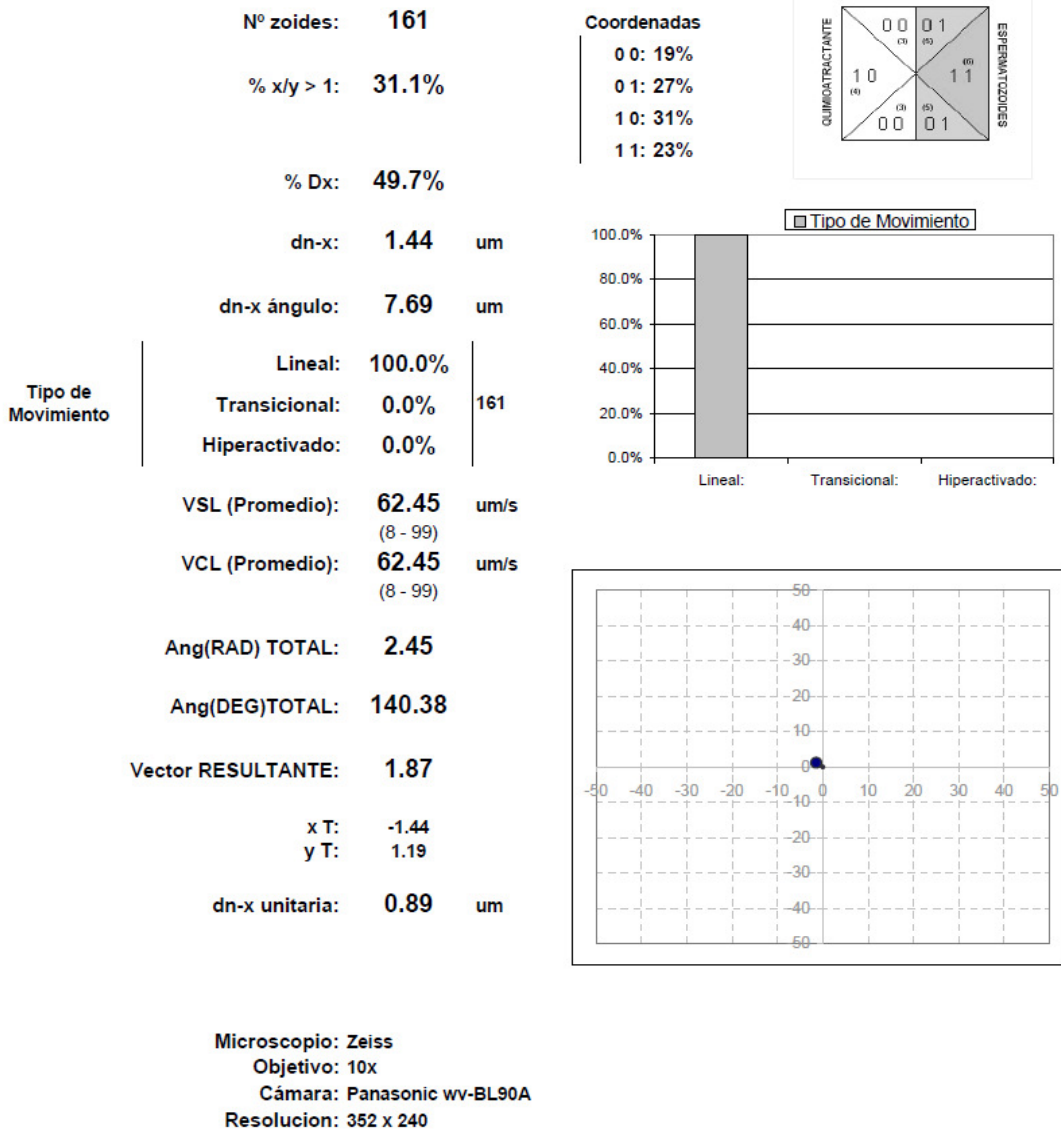 Nº zoides: 161
% x/y > 1: 31.1%
% Dx: 49.7%
dn-x: 1.44 um
dn-x ángulo: 7.69 um
Tipo de
Movimiento
Lineal: 100.0%
Transicional: 0.0% 161
Hiperactivado: 0.0%
VSL (Promedio): 62.45 um/s
(8 - 99)
VCL (Promedio): 62.45 um/s
(8 - 99)
Ang(RAD) TOTAL: 2.45
Ang(DEG)TOTAL: 140.38
Vector RESULTANTE: 1.87
x T: -1.44
y T: 1.19
dn-x unitaria: 0.89 um
Coordenadas
0 0: 19%
0 1: 27%
1 0: 31%
1 1: 23%
QUIMIOATRACTANTE
0 0 0 1
(3) (5)
1 0 1 1
(4) (6)
(3) (5)
0 0 0 1
ESPERMATOZOIDES
Tipo de Movimiento
100.0%
80.0%
60.0%
40.0%
20.0%
0.0%
Lineal: Transicional: Hiperactivado:
50
40
30
20
10
0
-50 -40 -30 -20 -10 0 10 20 30 40 50
-10
-20
-30
-40
-50
Microscopio: Zeiss
Objetivo: 10x
Cámara: Panasonic wv-BL90A
Resolucion: 352 x 240